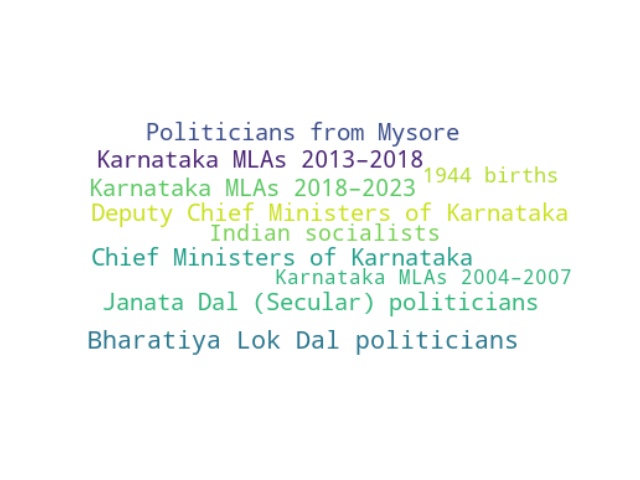 Politicians from Mysore
Karnataka MLAs 2013–2018
1944 births
Karnataka MLAs 2018–2023
Deputy Chief Ministers of Karnataka
Indian socialists
Chief Ministers of Karnataka
Karnataka MLAs 2004–2007
Janata Dal (Secular) politicians
Bharatiya Lok Dal politicians